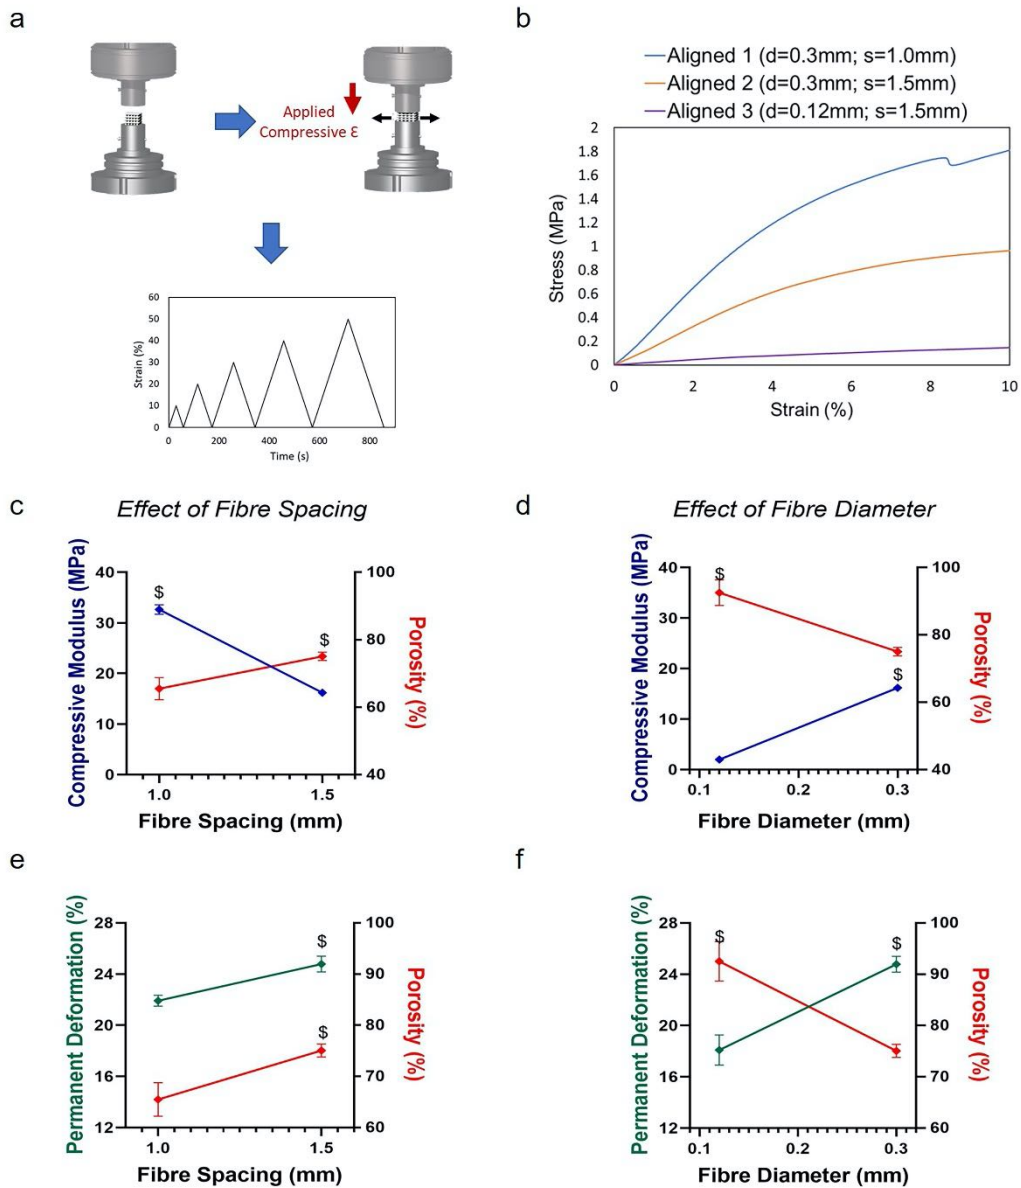 a
Applied
Compressive Ɛ
60
50
40
30
20
10
0
Strain (%)
0 200 400 600 800
Time (s)
b
Aligned 1 (d=0.3mm; s=1.0mm)
Aligned 2 (d=0.3mm; s=1.5mm)
Aligned 3 (d=0.12mm; s=1.5mm)
2
1.8
1.6
1.4
1.2
1
0.8
0.6
0.4
0.2
0
Stress (MPa)
0 2 4 6 8 10
Strain (%)
c
Effect of Fibre Spacing
Compressive Modulus (MPa)
40
30
20
10
0
$
$
100
80
60
40
Porosity (%)
1.0 1.5
Fibre Spacing (mm)
d
Effect of Fibre Diameter
Compressive Modulus (MPa)
40
30
20
10
0
$
$
100
80
60
40
Porosity (%)
0.1 0.2 0.3
Fibre Diameter (mm)
e
Permanent Deformation (%)
28
24
20
16
12
$
$
100
90
80
70
60
Porosity (%)
1.0 1.5
Fibre Spacing (mm)
f
Permanent Deformation (%)
28
24
20
16
12
$
$
100
90
80
70
60
Porosity (%)
0.1 0.2 0.3
Fibre Diameter (mm)